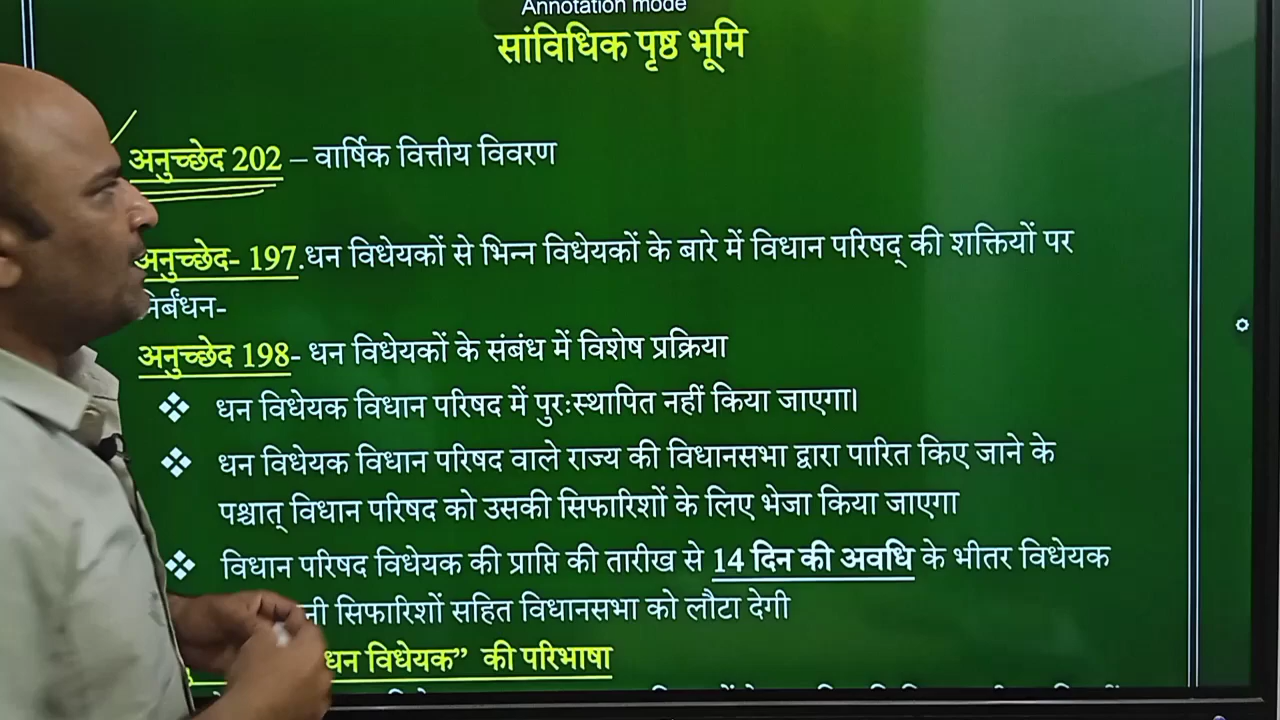 Annotation mode
सांविधिक पृष्ठ भूमि
अनुच्छेद 202 – वार्षिक वित्तीय विवरण
अनुच्छेद- 197.धन विधेयकों से भिन्न विधेयकों के बारे में विधान परिषद् की शक्तियों पर
निर्बंधन-
अनुच्छेद 198- धन विधेयकों के संबंध में विशेष प्रक्रिया
❖ धन विधेयक विधान परिषद में पुरःस्थापित नहीं किया जाएगा।
❖ धन विधेयक विधान परिषद वाले राज्य की विधानसभा द्वारा पारित किए जाने के
पश्चात् विधान परिषद को उसकी सिफारिशों के लिए भेजा किया जाएगा
❖ विधान परिषद विधेयक की प्राप्ति की तारीख से 14 दिन की अवधि के भीतर विधेयक
सिफारिशों सहित विधानसभा को लौटा देगी
धन विधेयक” की परिभाषा